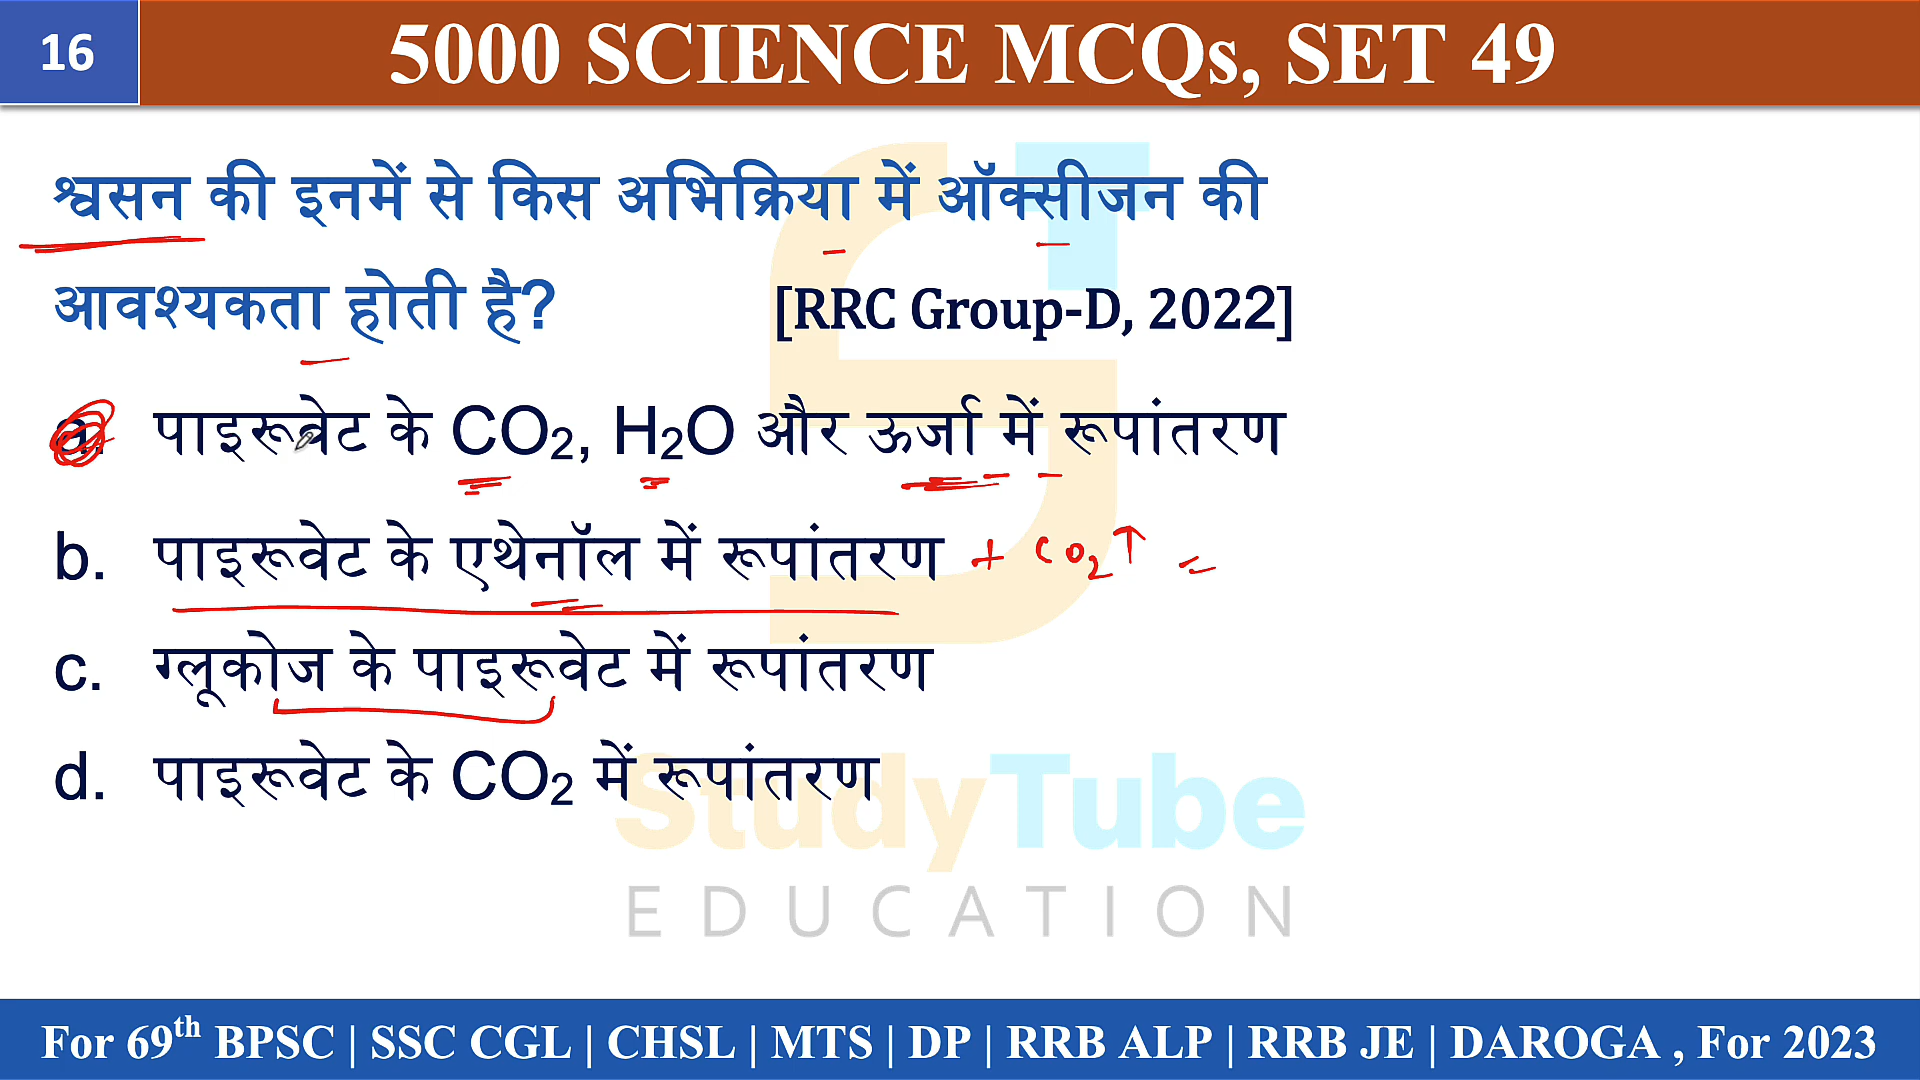 16
5000 SCIENCE MCQs, SET 49
श्वसन की इनमें से किस अभिक्रिया में ऑक्सीजन की
आवश्यकता होती है? [RRC Group-D, 2022]
a. पाइरूवेट के CO₂, H₂O और ऊर्जा में रूपांतरण
b. पाइरूवेट के एथेनॉल में रूपांतरण + CO₂↑
c. ग्लूकोज के पाइरूवेट में रूपांतरण
d. पाइरूवेट के CO₂ में रूपांतरण
StudyTube
EDUCATION
For 69th BPSC | SSC CGL | CHSL | MTS | DP | RRB ALP | RRB JE | DAROGA , For 2023